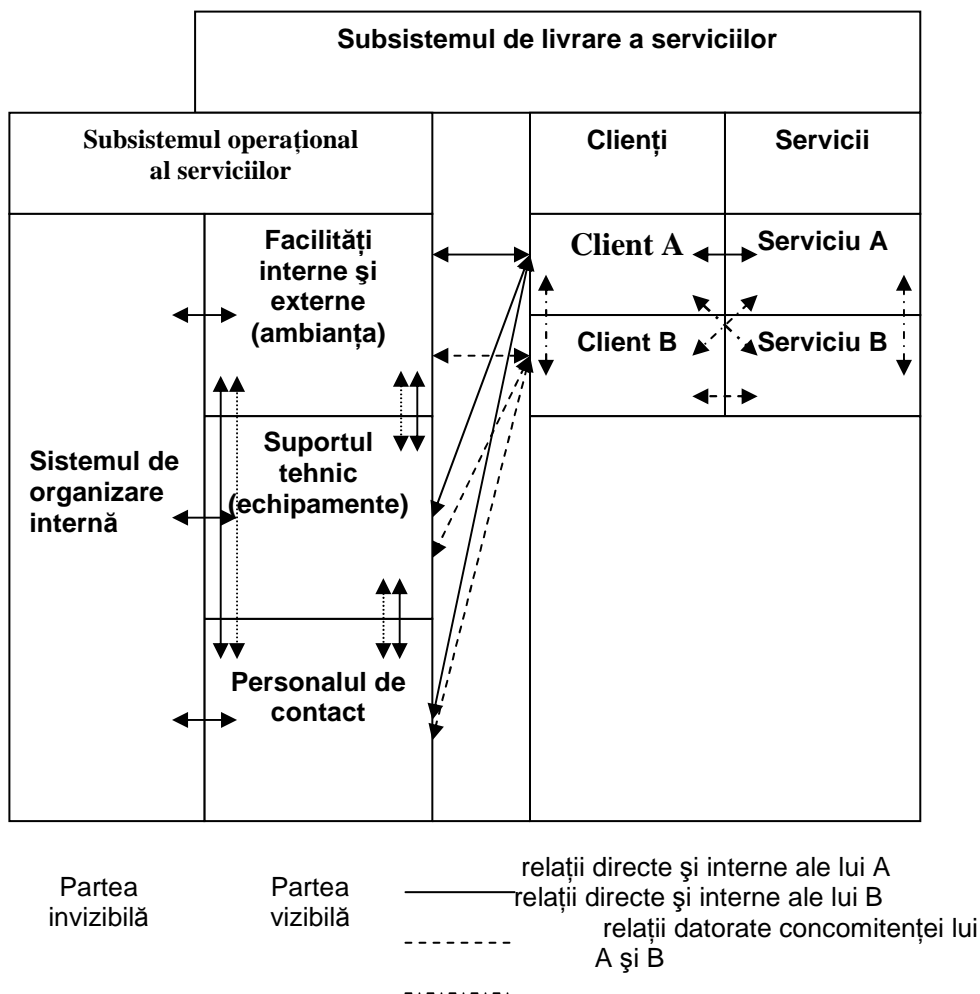 Subsistemul de livrare a serviciilor
Subsistemul operațional
al serviciilor
Clienți
Servicii
Facilități
interne şi
externe
(ambianța)
Client A
Serviciu A
Client B
Serviciu B
Sistemul de
organizare
internă
Suportul
tehnic
(echipamente)
Personalul de
contact
Partea
invizibilă
Partea
vizibilă
relații directe şi interne ale lui A
relații directe şi interne ale lui B
relații datorate concomitenței lui
A şi B